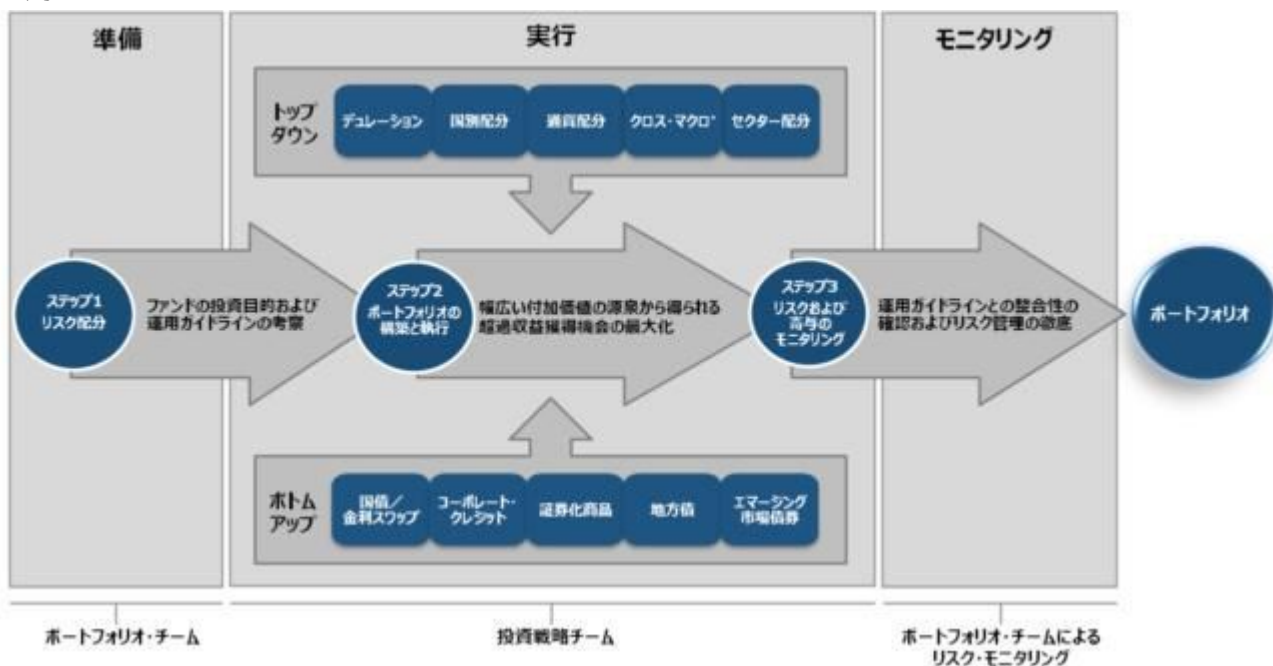 準備
実行
モニタリング
トップ
ダウン
デュレーション
国別配分
通貨配分
クロス・マクロ*
セクター配分
ステップ1
リスク配分
ファンドの投資目的および
運用ガイドラインの考察
ステップ2
ポートフォリオの
構築と執行
幅広い付加価値の源泉から得られる
超過収益獲得機会の最大化
ステップ3
リスクおよび
寄与の
モニタリング
運用ガイドラインとの整合性の
確認およびリスク管理の徹底
ポートフォリオ
ボトム
アップ
国債/
金利スワップ
コーポレート・
クレジット
証券化商品
地方債
エマージング
市場債券
ポートフォリオ・チーム
投資戦略チーム
ポートフォリオ・チームによる
リスク・モニタリング